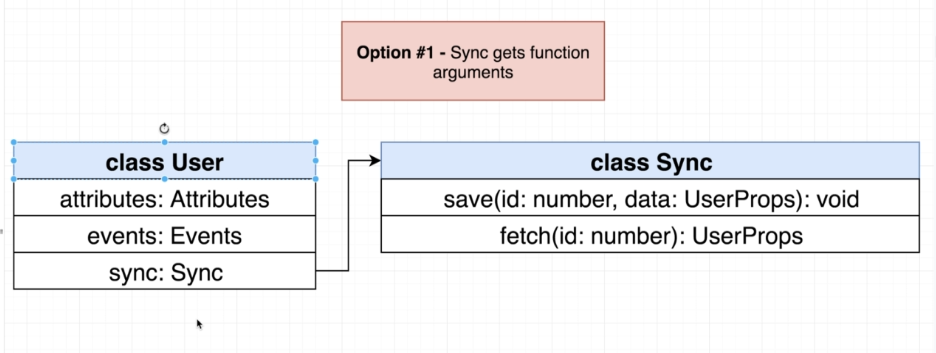 Option #1 - Sync gets function
arguments
class User
attributes: Attributes
events: Events
sync: Sync
class Sync
save(id: number, data: UserProps): void
fetch(id: number): UserProps